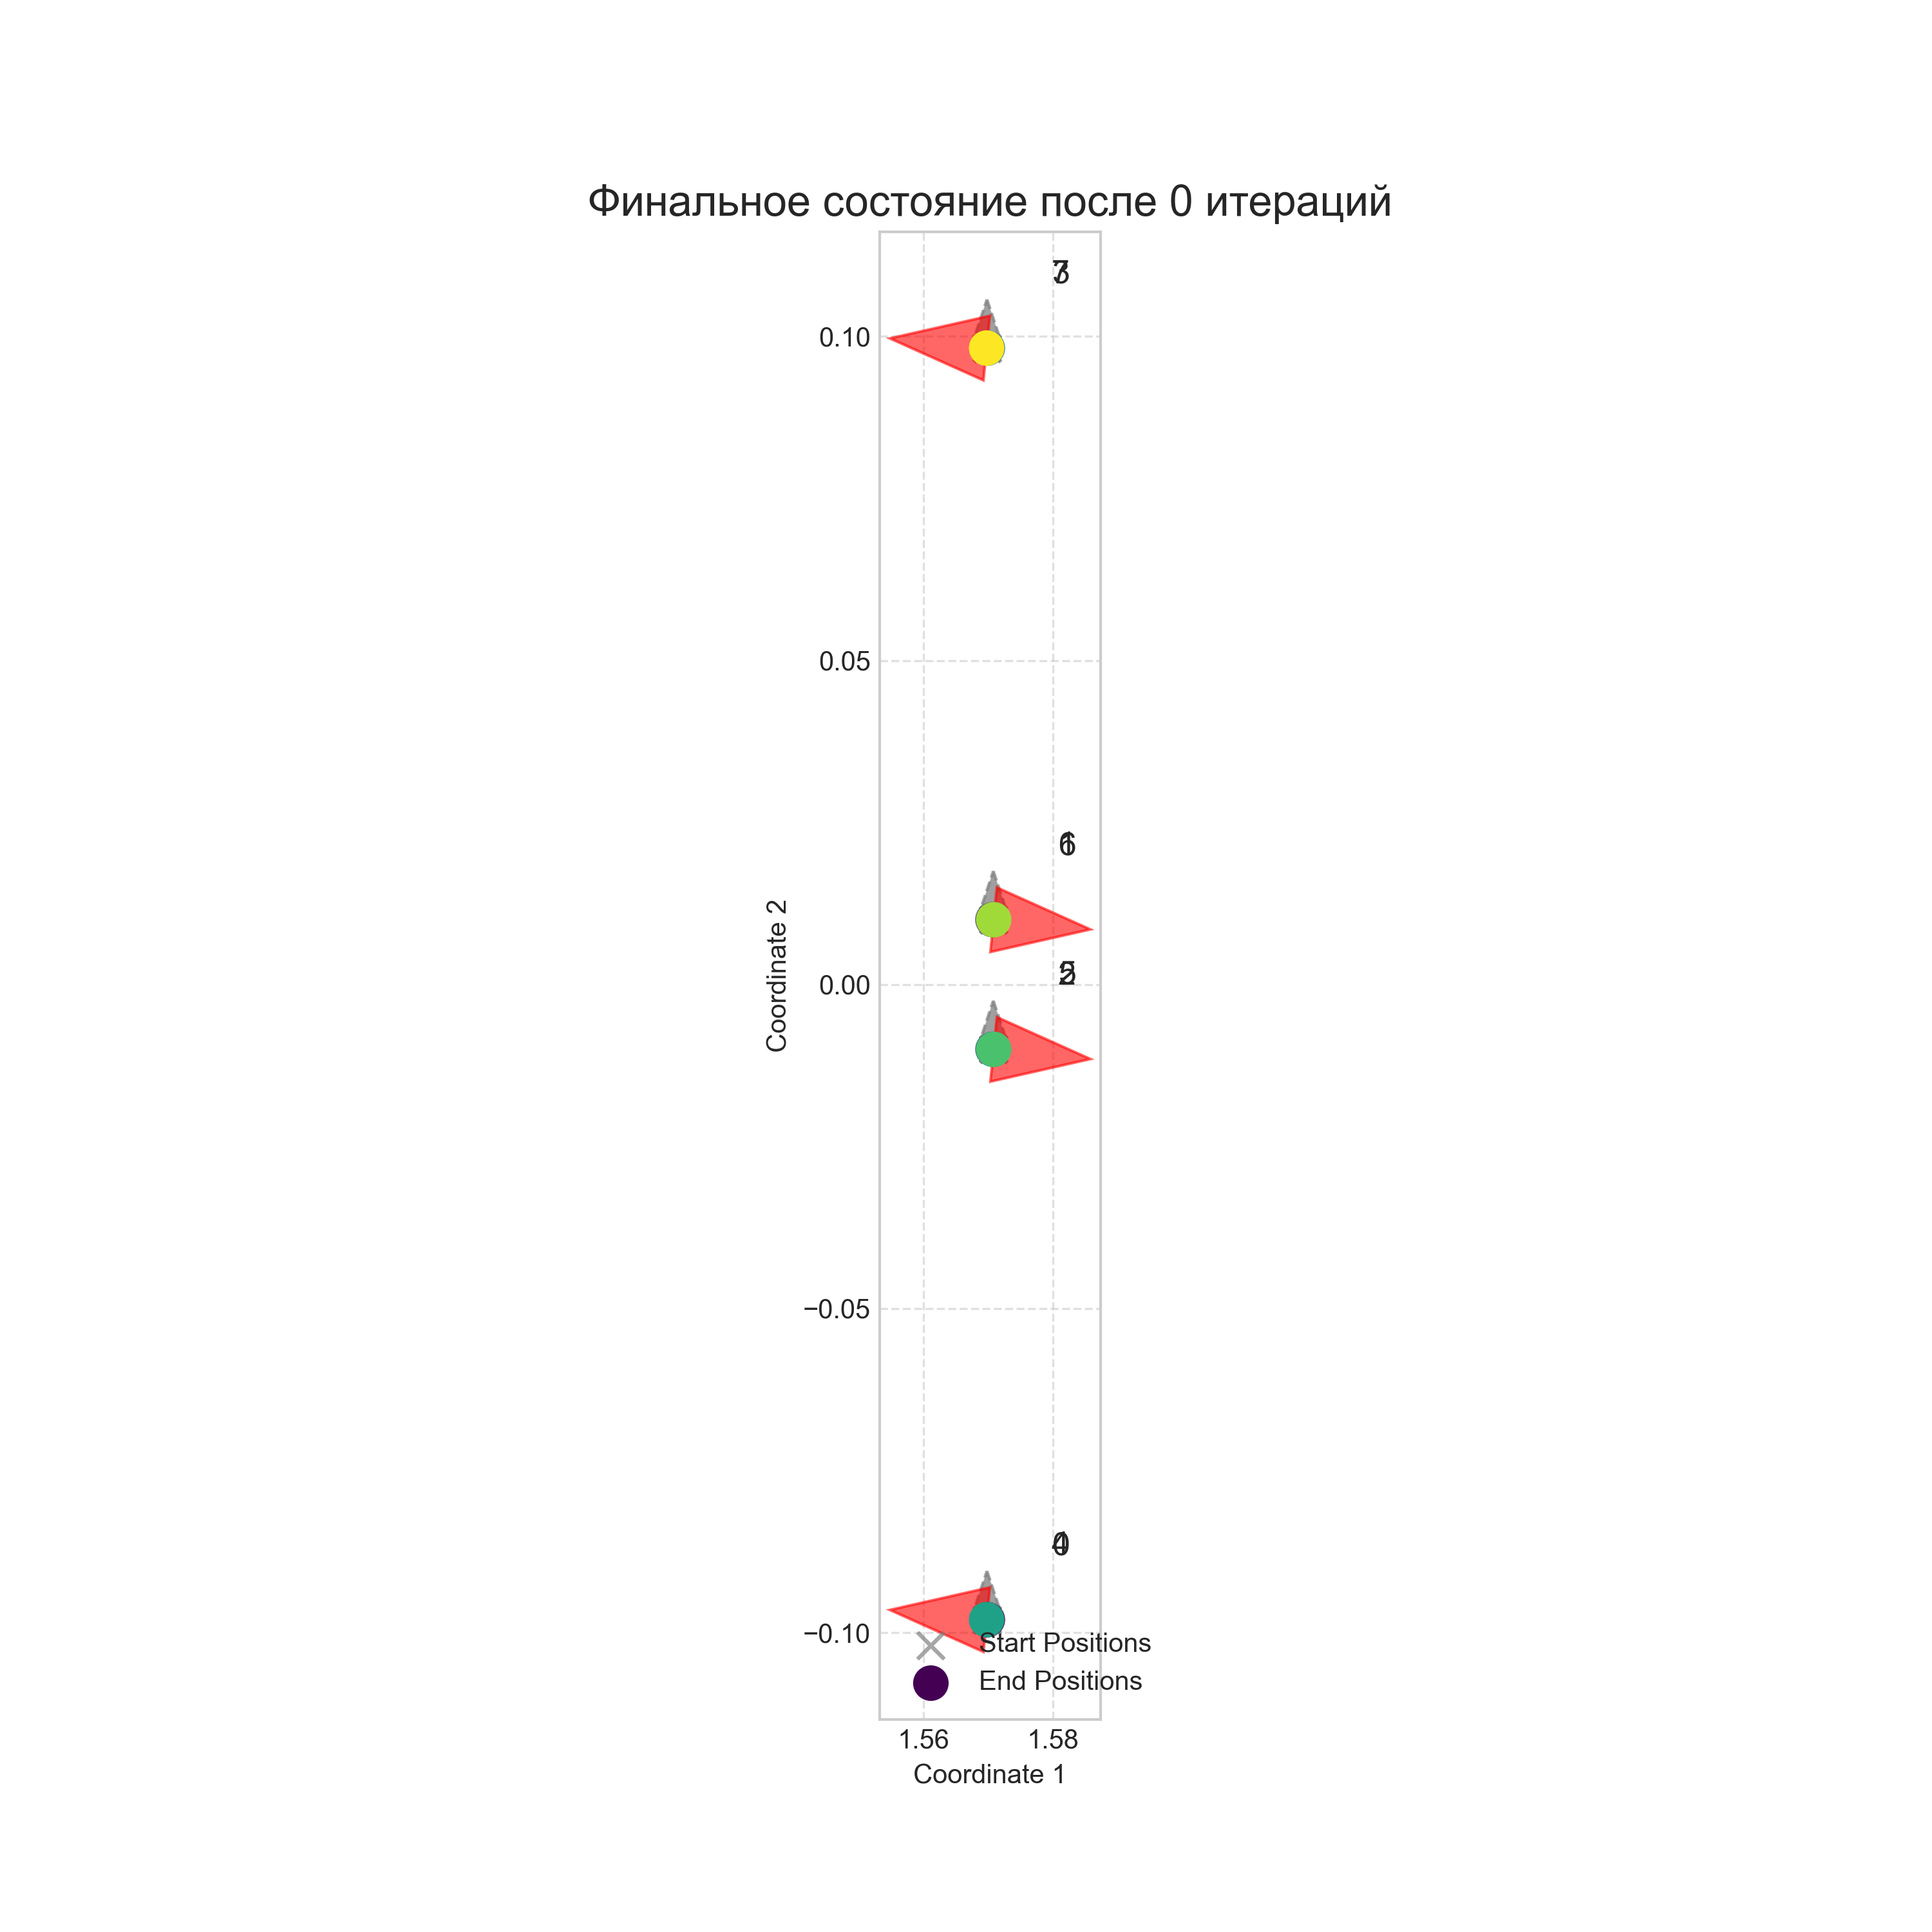 Финальное состояние после 0 итераций
0.10
0.05
0.00
−0.05
−0.10
Coordinate 2
Start Positions
End Positions
1.56 1.58
Coordinate 1